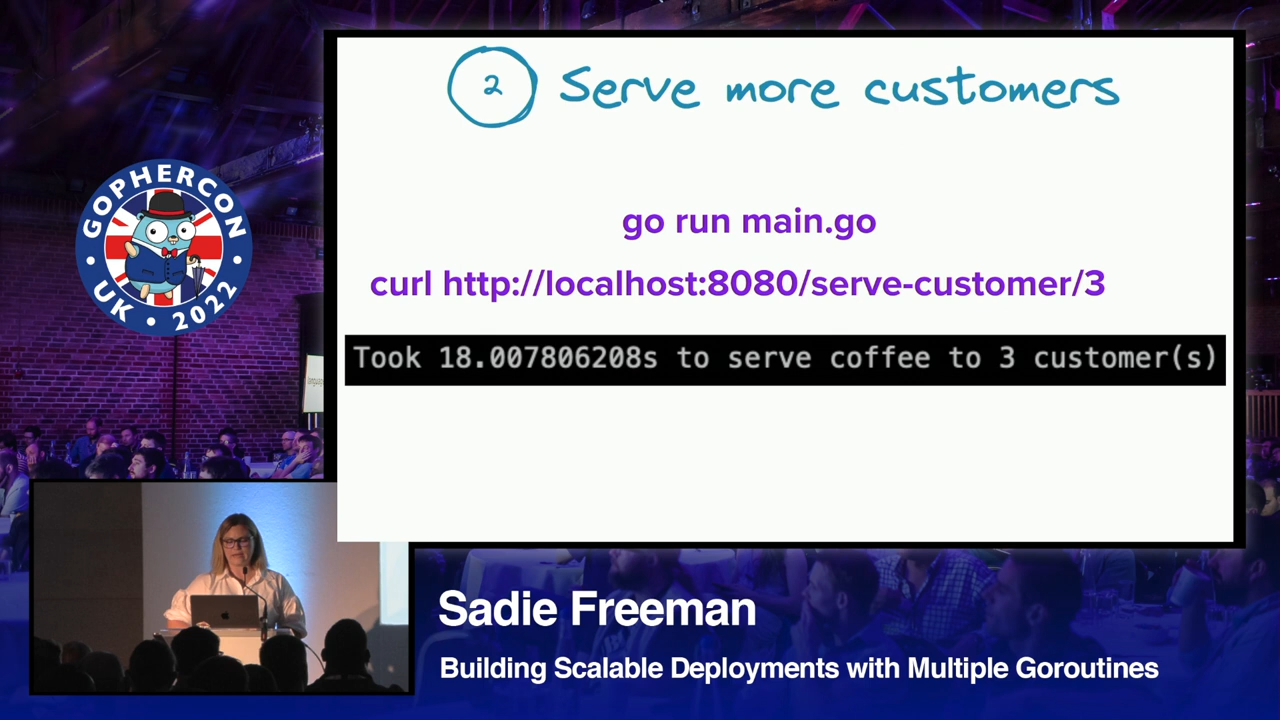 2 Serve more customers
go run main.go
curl http://localhost:8080/serve-customer/3
Took 18.007806208s to serve coffee to 3 customer(s)
GOPHERCON
UK • 2022
Sadie Freeman
Building Scalable Deployments with Multiple Goroutines